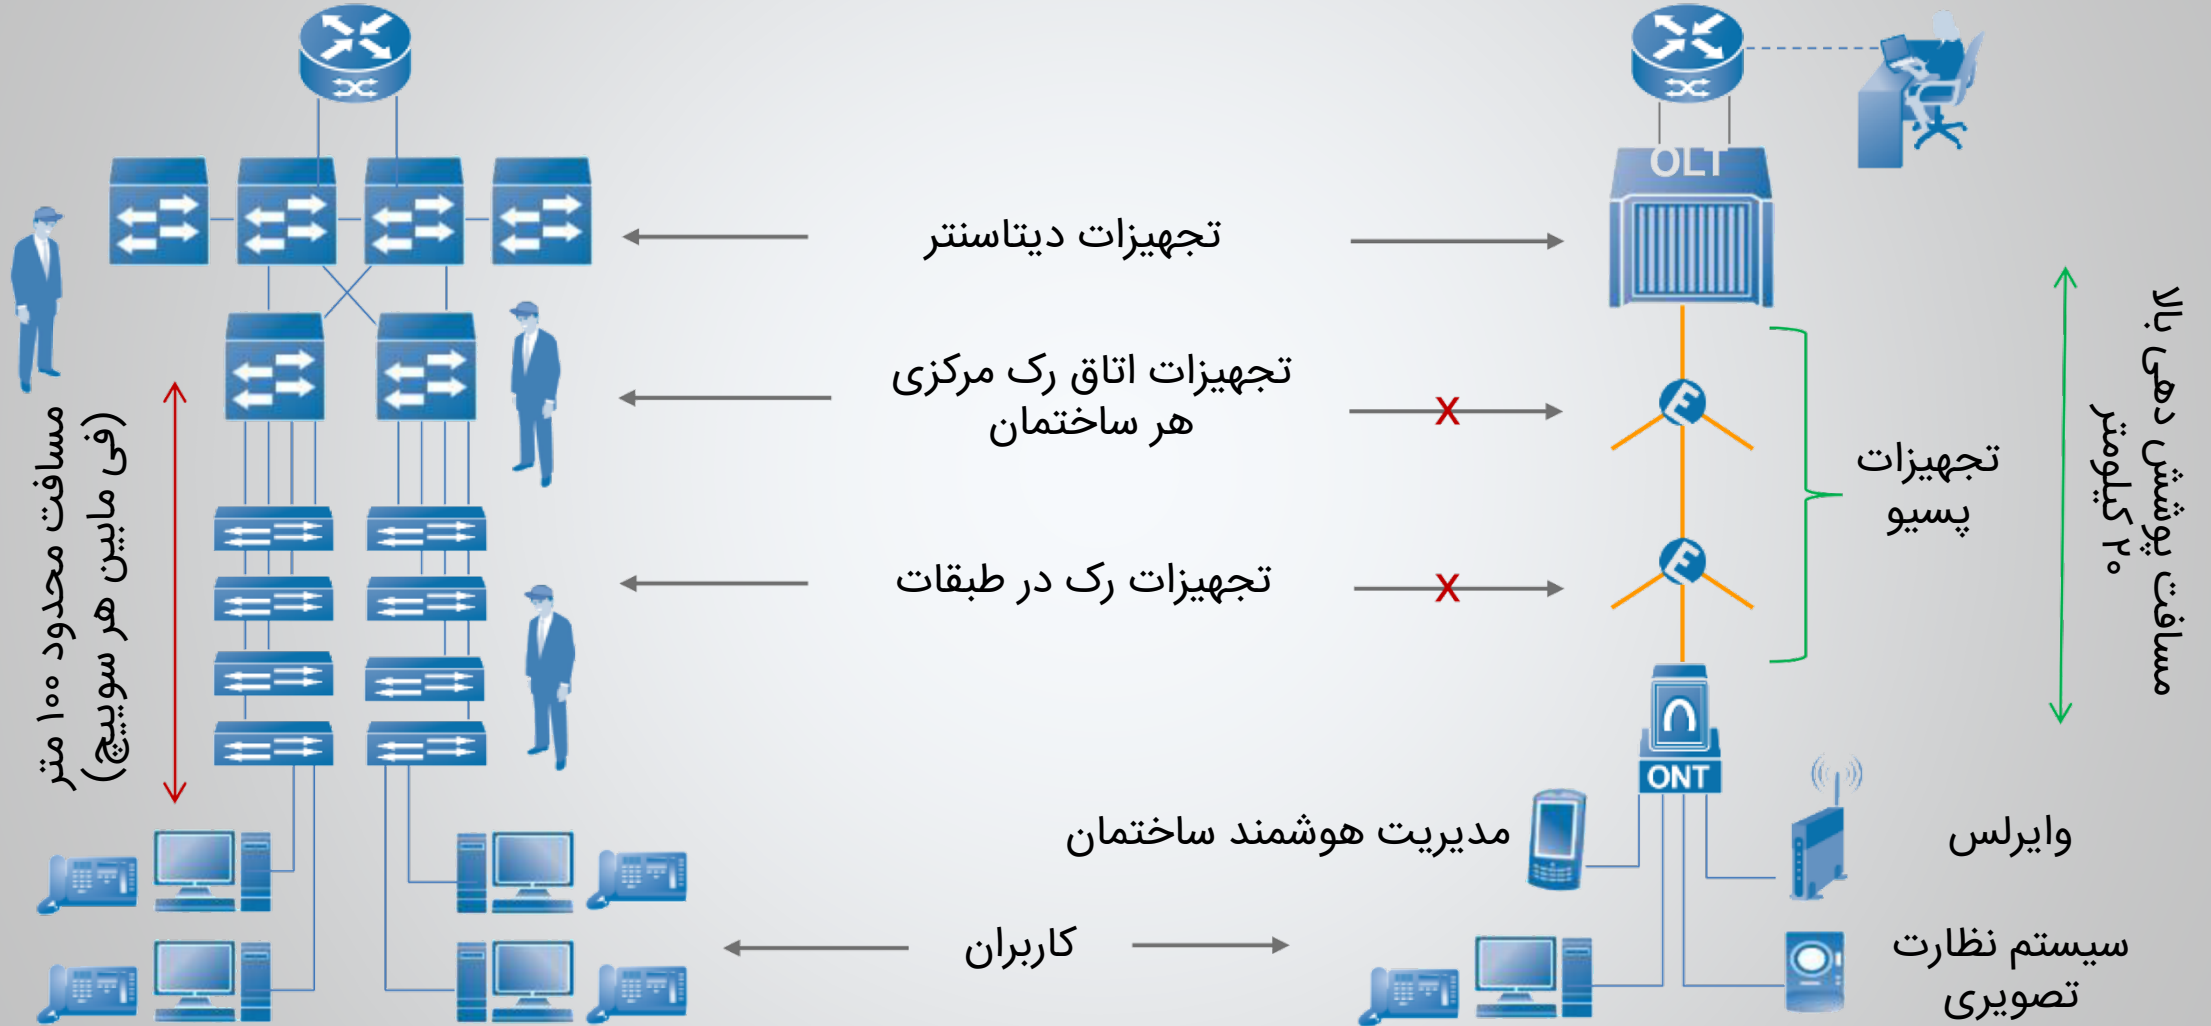 OLT
تجهیزات دیتاسنتر
تجهیزات اتاق رک مرکزی
هر ساختمان
X
E
تجهیزات
پسیو
تجهیزات رک در طبقات
X
E
مسافت پوشش دهی بالا
۲۰ کیلومتر
مسافت محدود ۱۰۰ متر
(فی مابین هر سوییچ)
ONT
مدیریت هوشمند ساختمان
وایرلس
کاربران
سیستم نظارت
تصویری